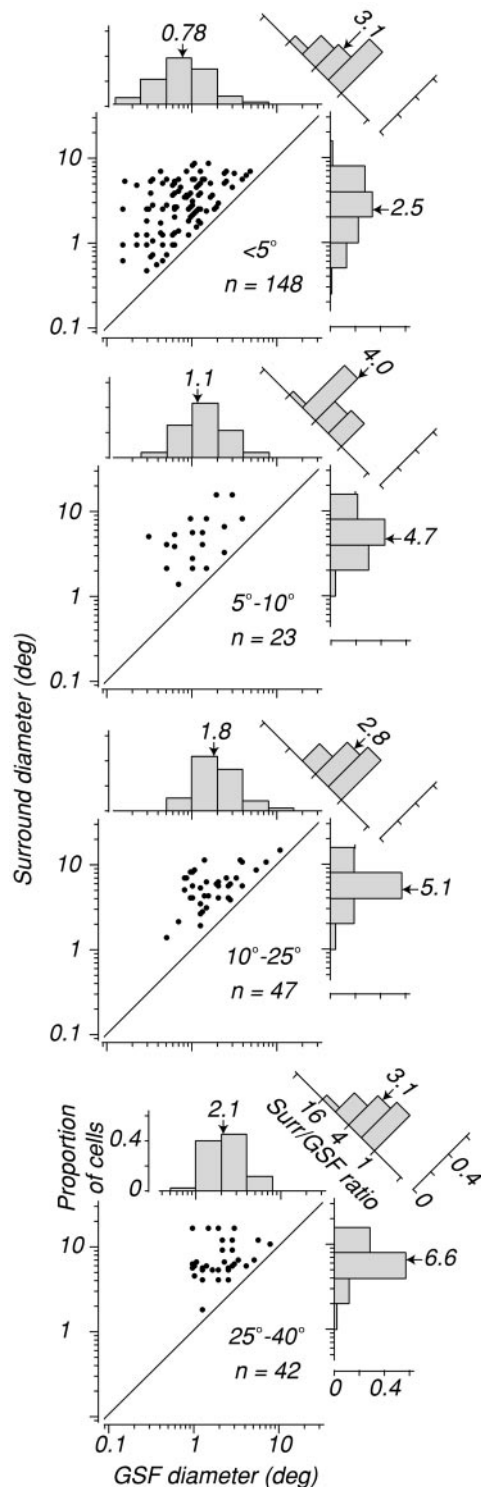 0.78
3.1
10
1
0.1
<5°
n = 148
2.5
1.1
4.0
10
1
0.1
5°-10°
n = 23
4.7
Surround diameter (deg)
1.8
2.8
10
1
0.1
10°-25°
n = 47
5.1
Proportion
of cells
0.4
0
2.1
3.1
16 4 1
Surr/GSF ratio
0 0.4
10
1
25°-40°
n = 42
6.6
0 0.4
0.1 1 10
GSF diameter (deg)